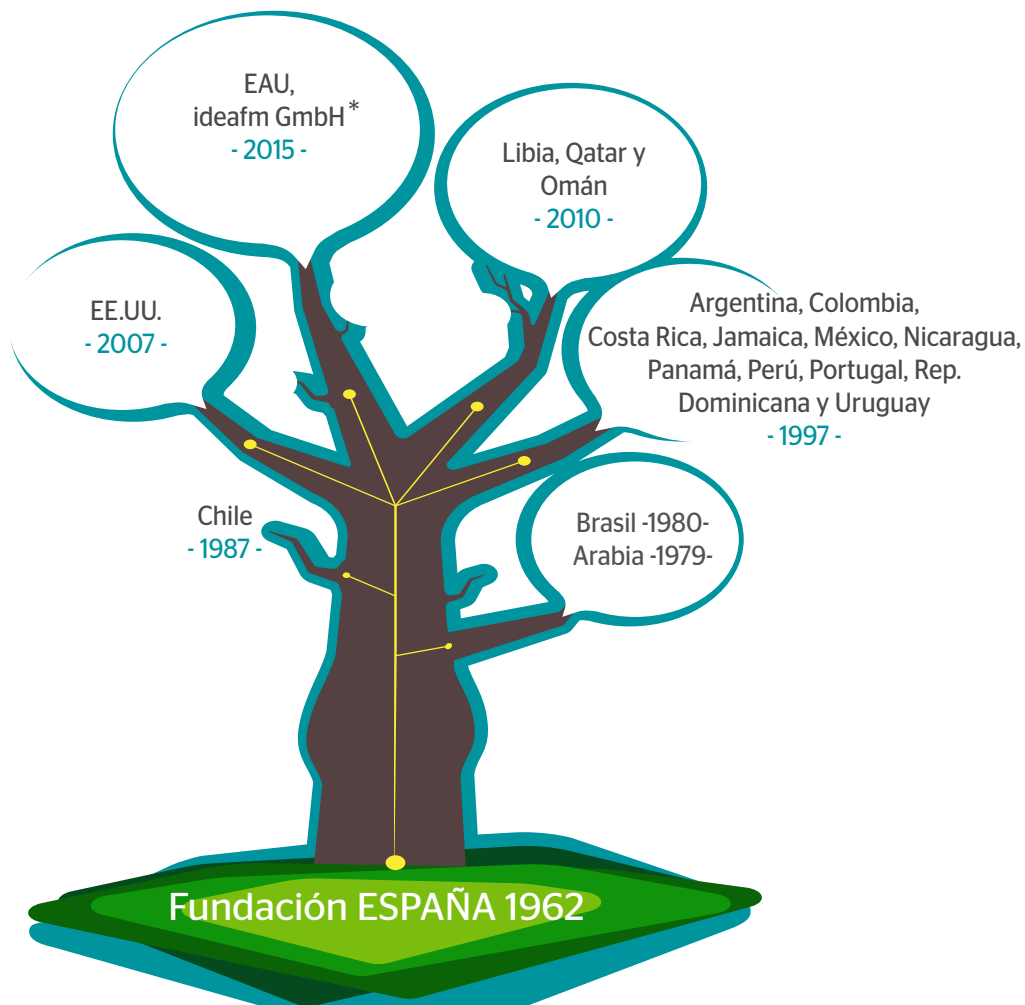 EAU,
ideafm GmbH*
- 2015 -
Libia, Qatar y
Omán
- 2010 -
EE.UU.
- 2007 -
Argentina, Colombia,
Costa Rica, Jamaica, México, Nicaragua,
Panamá, Perú, Portugal, Rep.
Dominicana y Uruguay
- 1997 -
Chile
- 1987 -
Brasil -1980-
Arabia -1979-
Fundación ESPAÑA 1962